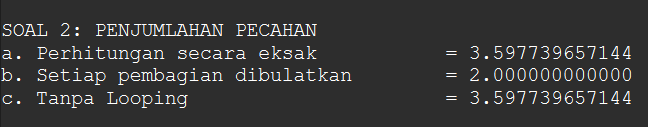 SOAL 2: PENJUMLAHAN PECAHAN
a. Perhitungan secara eksak = 3.597739657144
b. Setiap pembagian dibulatkan = 2.000000000000
c. Tanpa Looping = 3.597739657144